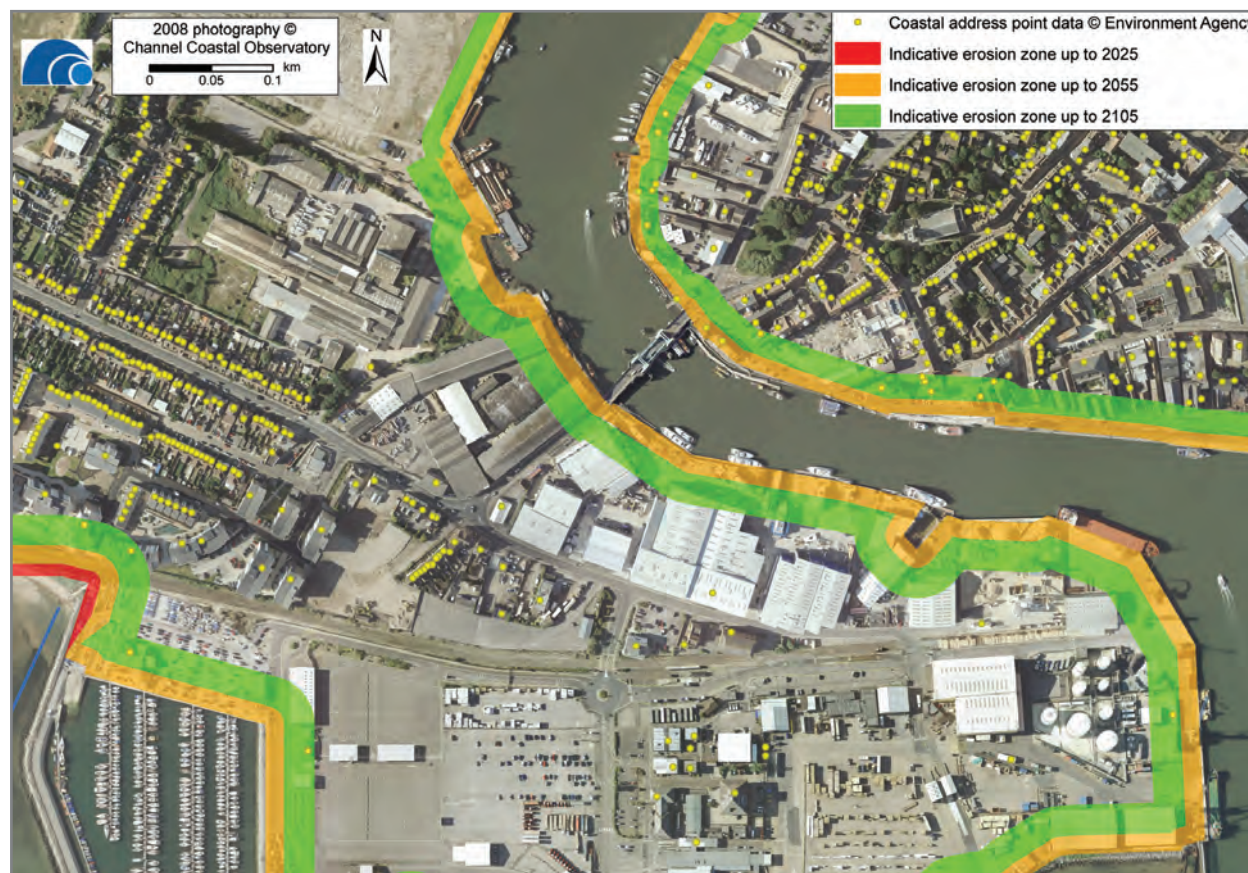 2008 photography ©
Channel Coastal Observatory
0 0.05 0.1
km
N
Coastal address point data © Environment Agency
Indicative erosion zone up to 2025
Indicative erosion zone up to 2055
Indicative erosion zone up to 2105